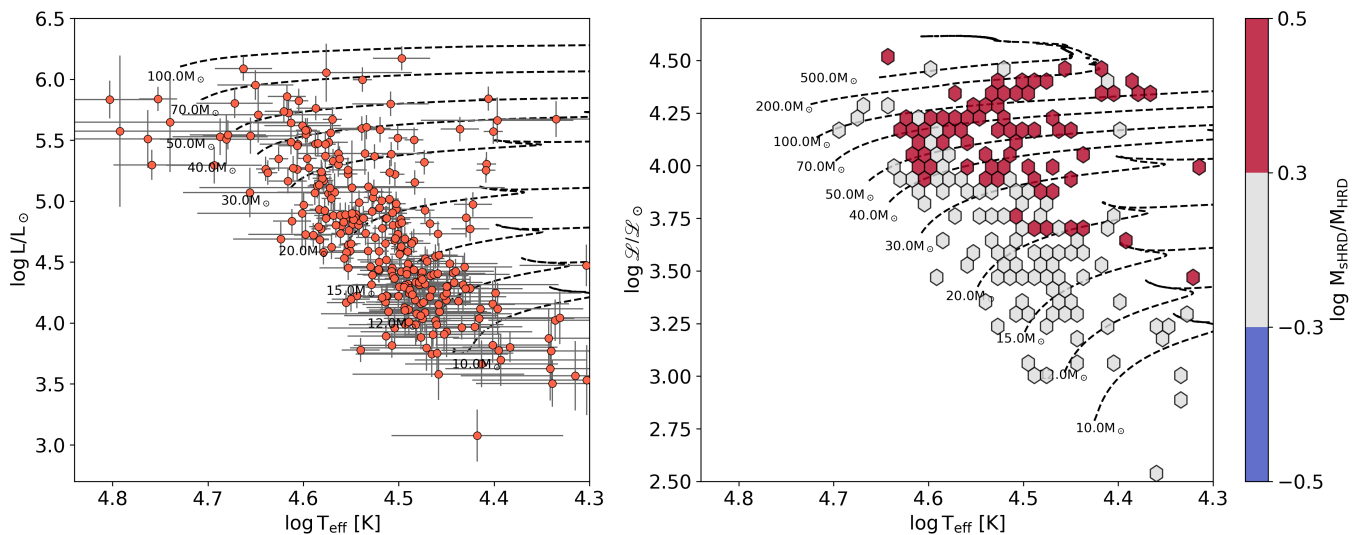 6.5
6.0
5.5
5.0
4.5
4.0
3.5
3.0
log L/L⊙
100.0M⊙
70.0M⊙
50.0M⊙
40.0M⊙
30.0M⊙
20.0M⊙
15.0M⊙
12.0M⊙
10.0M⊙
4.8 4.7 4.6 4.5 4.4 4.3
log Teff [K]
4.50
4.25
4.00
3.75
3.50
3.25
3.00
2.75
2.50
log ℒ/ℒ⊙
500.0M⊙
200.0M⊙
100.0M⊙
70.0M⊙
50.0M⊙
40.0M⊙
30.0M⊙
20.0M⊙
15.0M⊙
10.0M⊙
4.8 4.7 4.6 4.5 4.4 4.3
log Teff [K]
0.5
0.3
−0.3
−0.5
log MsHRD/MHRD